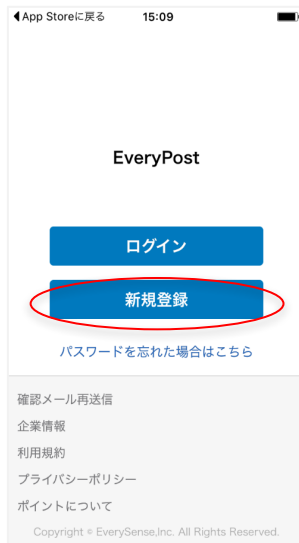 App Storeに戻る 15:09
EveryPost
ログイン
新規登録
パスワードを忘れた場合はこちら
確認メール再送信
企業情報
利用規約
プライバシーポリシー
ポイントについて
Copyright © EverySense,Inc. All Rights Reserved.